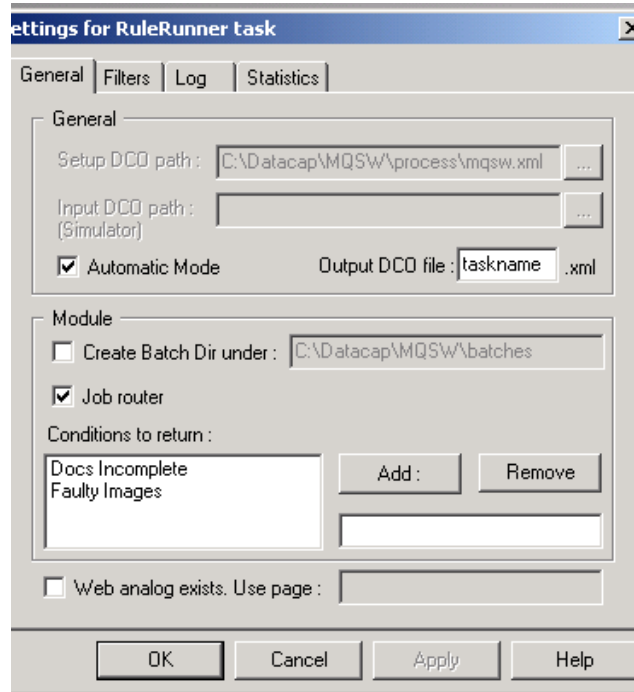 ettings for RuleRunner task
General Filters Log Statistics
General
Setup DCO path : C:\Datacap\MQSW\process\mqsw.xml ...
Input DCO path : ...
(Simulator)
Automatic Mode Output DCO file : taskname .xml
Module
Create Batch Dir under : C:\Datacap\MQSW\batches
Job router
Conditions to return :
Docs Incomplete
Faulty Images
Add : Remove
Web analog exists. Use page :
OK Cancel Apply Help